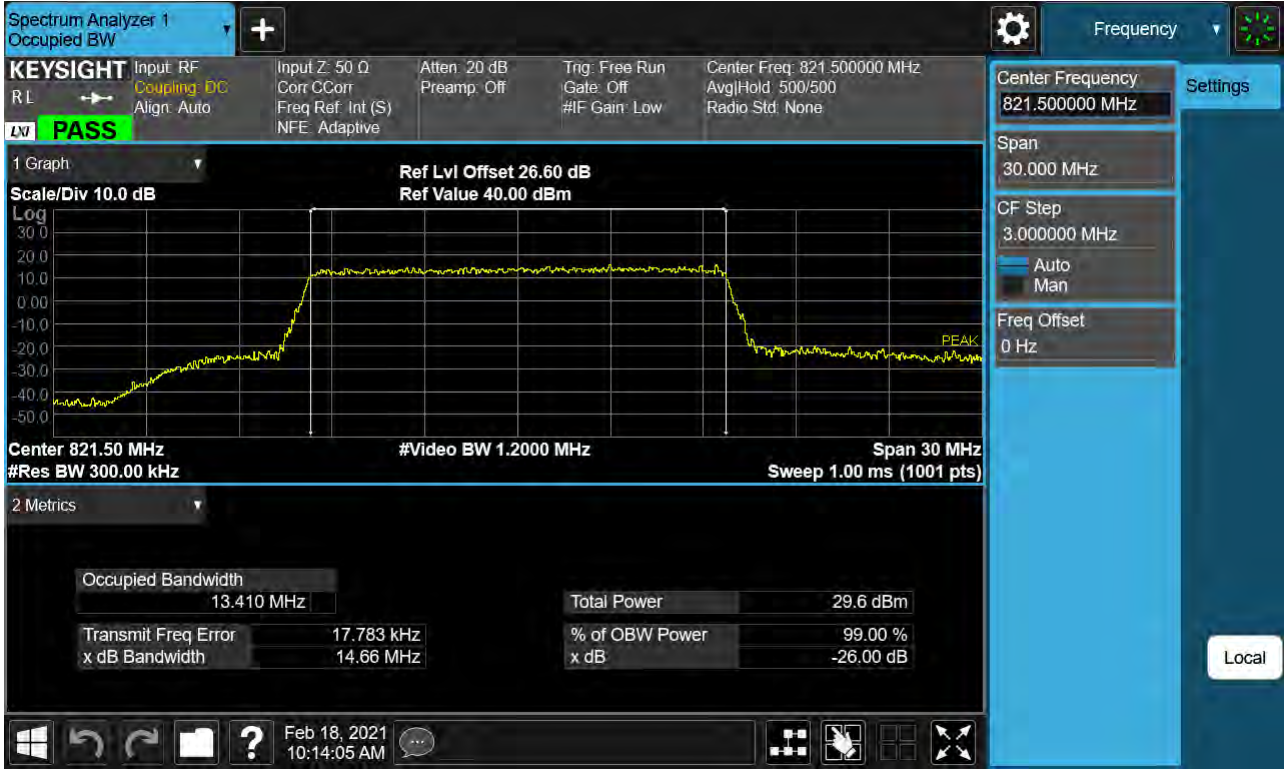 Spectrum Analyzer 1
Occupied BW
+
Frequency
KEYSIGHT
R L
LXI PASS
Input: RF
Coupling: DC
Align: Auto
Input Z: 50 Ω
Corr CCorr
Freq Ref: Int (S)
NFE: Adaptive
Atten: 20 dB
Preamp: Off
Trig: Free Run
Gate: Off
#IF Gain: Low
Center Freq: 821.500000 MHz
Avg|Hold: 500/500
Radio Std: None
Center Frequency
821.500000 MHz
Settings
Span
30.000 MHz
CF Step
3.000000 MHz
Auto
Man
Freq Offset
0 Hz
Local
1 Graph
Scale/Div 10.0 dB
Ref Lvl Offset 26.60 dB
Ref Value 40.00 dBm
Log
30.0
20.0
10.0
0.00
-10.0
-20.0
-30.0
-40.0
-50.0
PEAK
Center 821.50 MHz
#Video BW 1.2000 MHz
Span 30 MHz
#Res BW 300.00 kHz
Sweep 1.00 ms (1001 pts)
2 Metrics
Occupied Bandwidth
13.410 MHz
Total Power 29.6 dBm
Transmit Freq Error 17.783 kHz
% of OBW Power 99.00 %
x dB Bandwidth 14.66 MHz
x dB -26.00 dB
?
Feb 18, 2021
10:14:05 AM